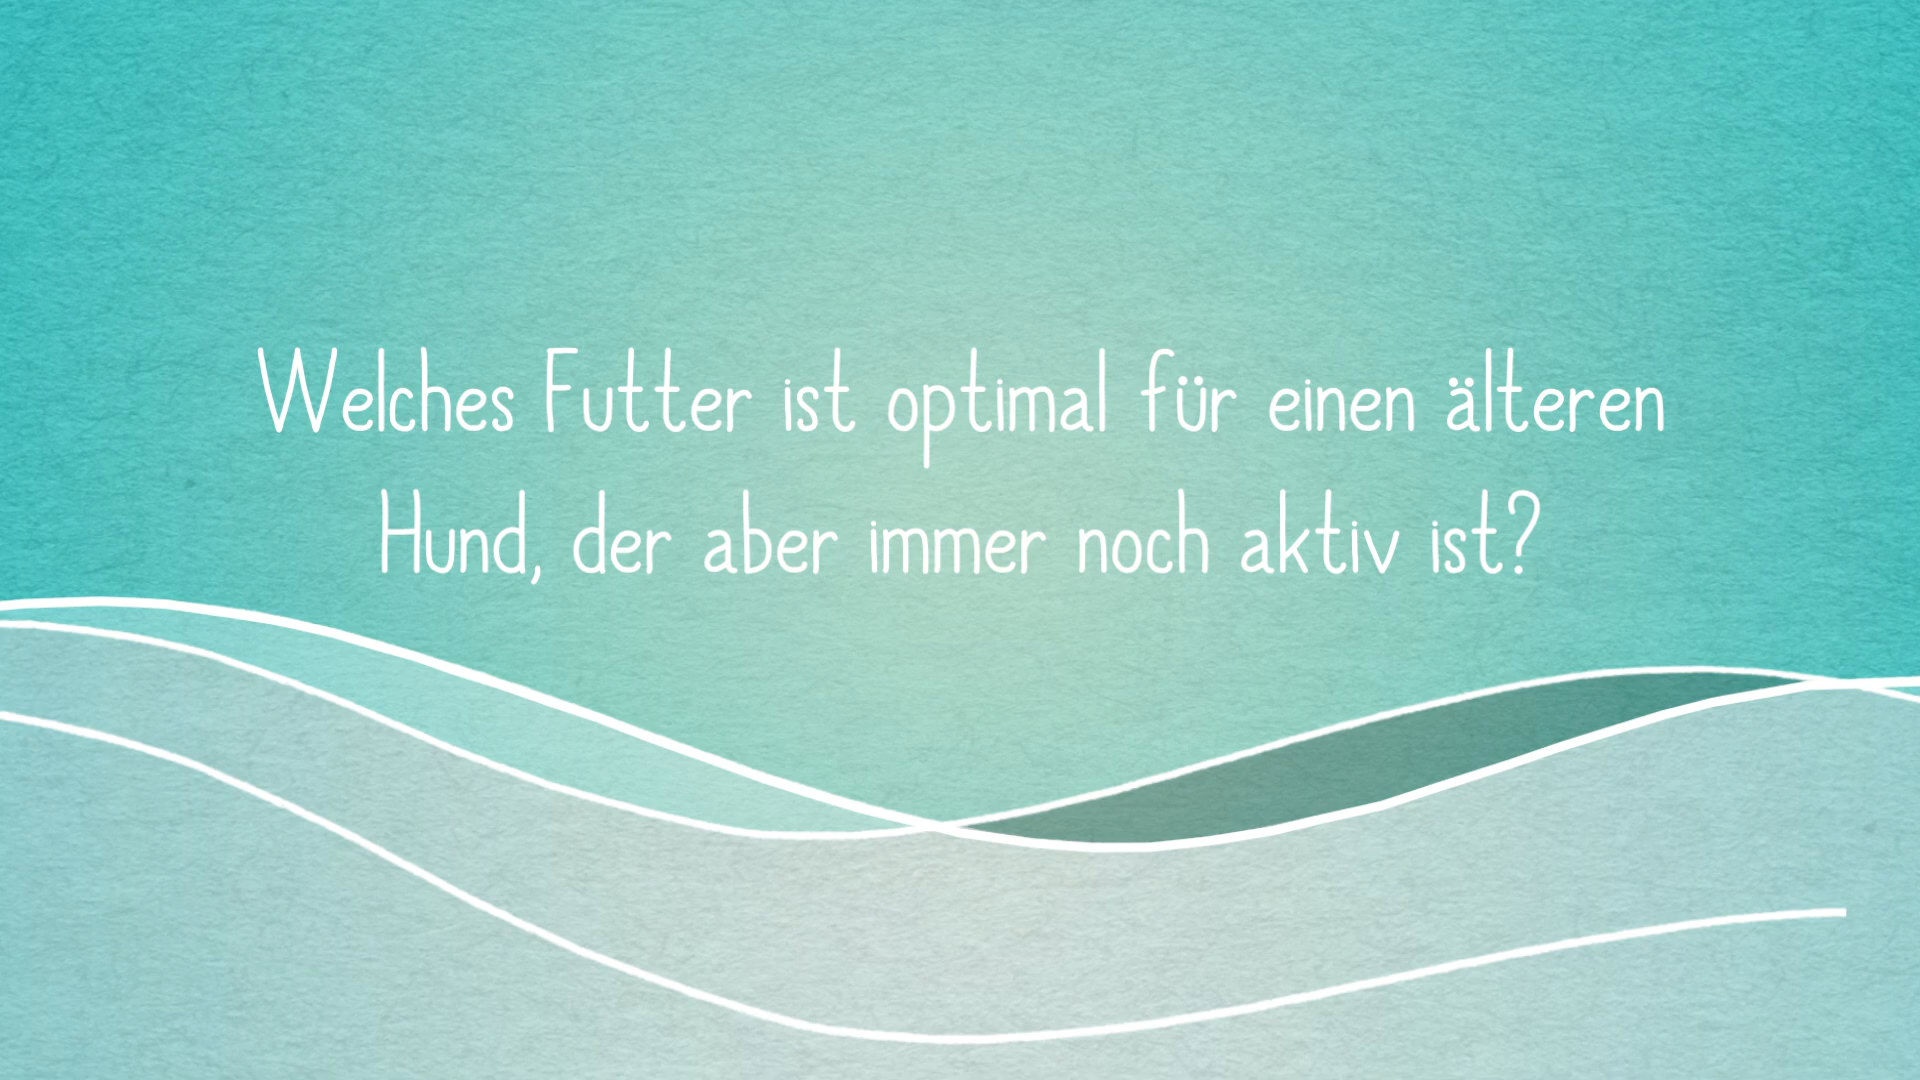 Welches Futter ist optimal für einen älteren
Hund, der aber immer noch aktiv ist?